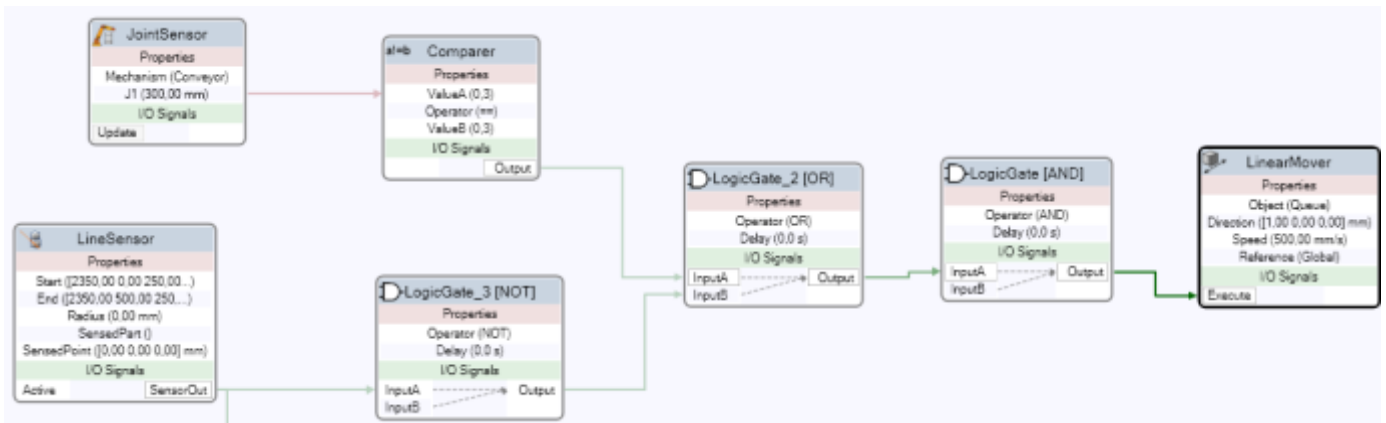 JointSensor
Properties
Mechanism (Conveyor)
J1 (300,00 mm)
I/O Signals
Update
a!=b Comparer
Properties
ValueA (0,3)
Operator (==)
ValueB (0,3)
I/O Signals
Output
LineSensor
Properties
Start ([2350,00 0,00 250,00...)
End ([2350,00 500,00 250,...)
Radius (0,00 mm)
SensedPart ()
SensedPoint ([0,00 0,00 0,00] mm)
I/O Signals
Active SensorOut
LogicGate_3 [NOT]
Properties
Operator (NOT)
Delay (0,0 s)
I/O Signals
InputA Output
InputB
LogicGate_2 [OR]
Properties
Operator (OR)
Delay (0,0 s)
I/O Signals
InputA Output
InputB
LogicGate [AND]
Properties
Operator (AND)
Delay (0,0 s)
I/O Signals
InputA Output
InputB
LinearMover
Properties
Object (Queue)
Direction ([1,00 0,00 0,00] mm)
Speed (500,00 mm/s)
Reference (Global)
I/O Signals
Execute